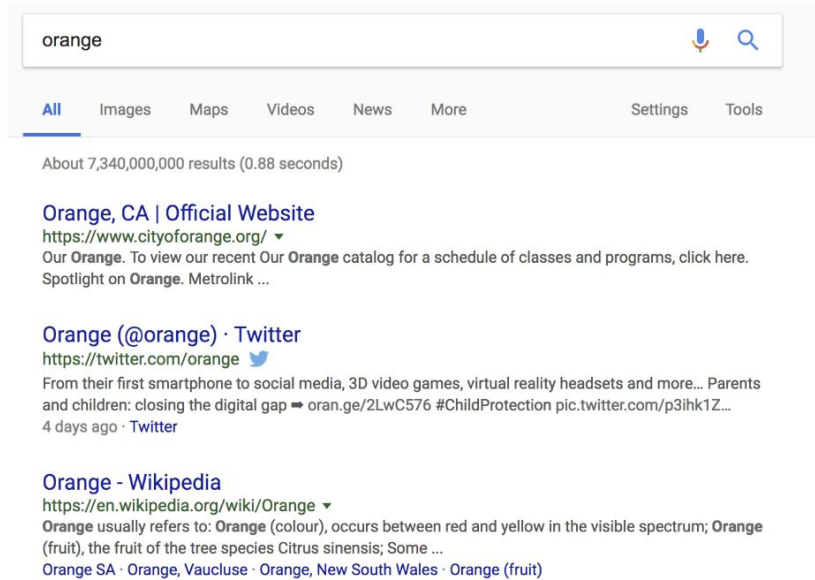 orange
All Images Maps Videos News More Settings Tools
About 7,340,000,000 results (0.88 seconds)
Orange, CA | Official Website
https://www.cityoforange.org/
Our Orange. To view our recent Our Orange catalog for a schedule of classes and programs, click here.
Spotlight on Orange. Metrolink ...
Orange (@orange) · Twitter
https://twitter.com/orange
From their first smartphone to social media, 3D video games, virtual reality headsets and more... Parents
and children: closing the digital gap ➡ oran.ge/2LwC576 #ChildProtection pic.twitter.com/p3ihk1Z...
4 days ago · Twitter
Orange - Wikipedia
https://en.wikipedia.org/wiki/Orange
Orange usually refers to: Orange (colour), occurs between red and yellow in the visible spectrum; Orange
(fruit), the fruit of the tree species Citrus sinensis; Some ...
Orange SA · Orange, Vaucluse · Orange, New South Wales · Orange (fruit)